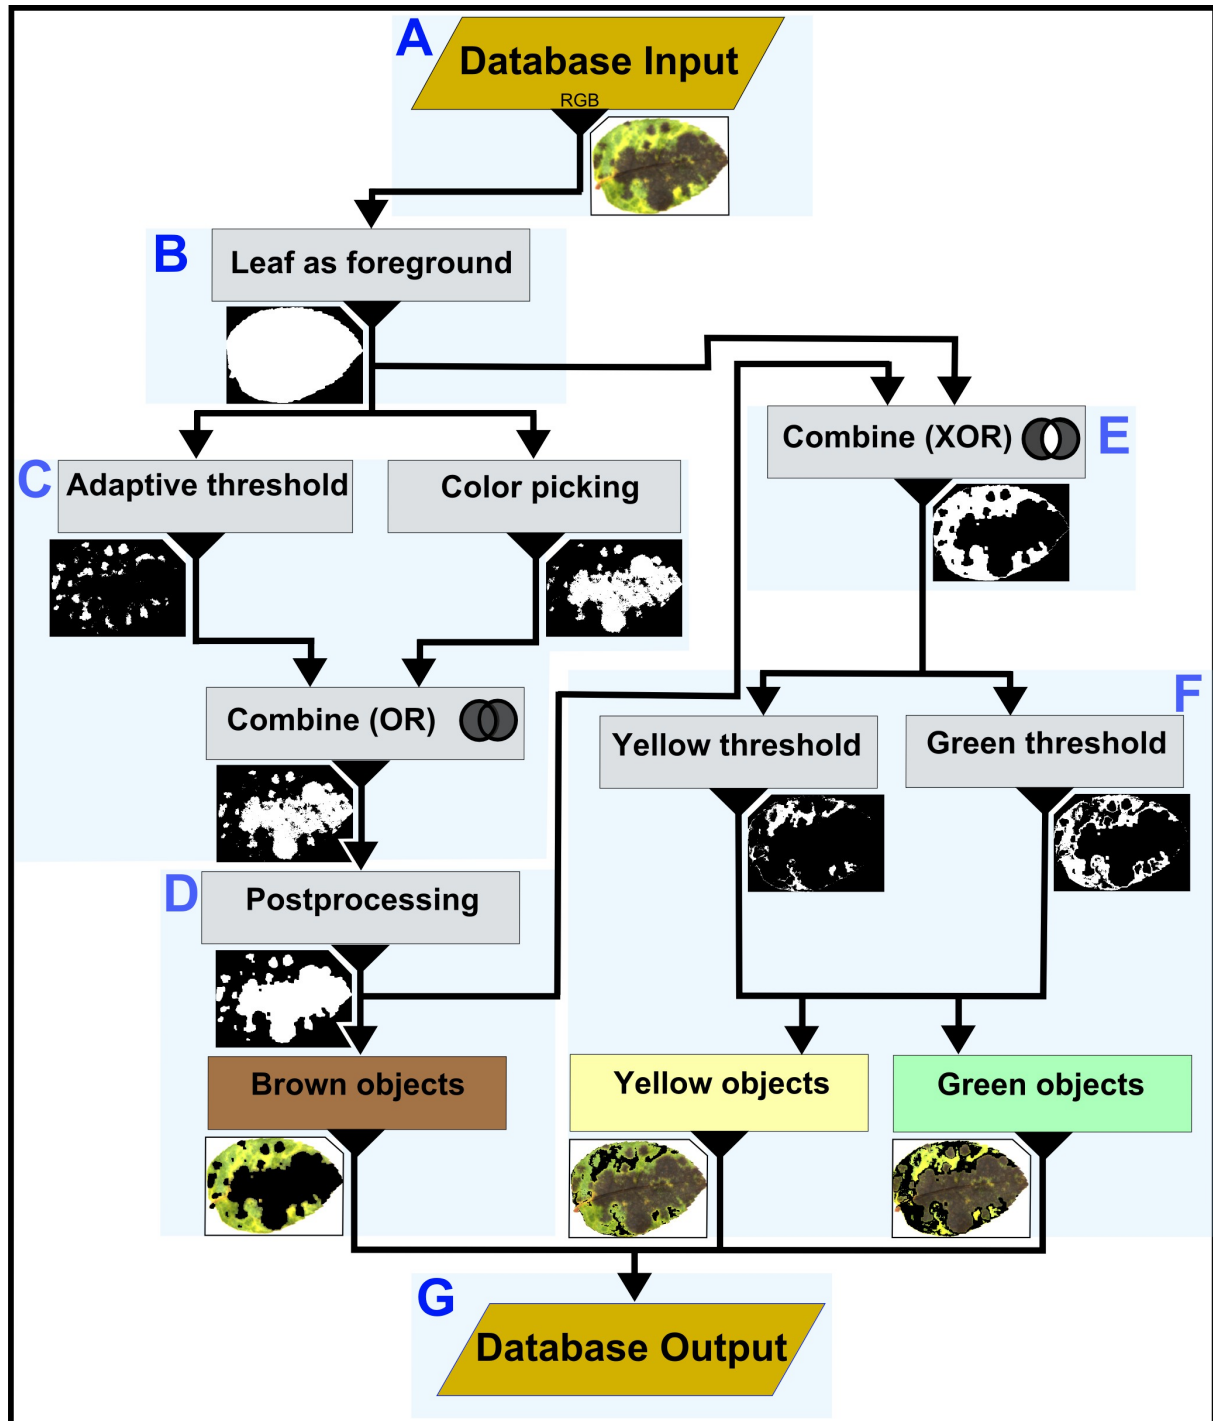 A
Database Input
RGB
B
Leaf as foreground
Combine (XOR)
E
C
Adaptive threshold
Color picking
F
Combine (OR)
Yellow threshold
Green threshold
D
Postprocessing
Brown objects
Yellow objects
Green objects
G
Database Output